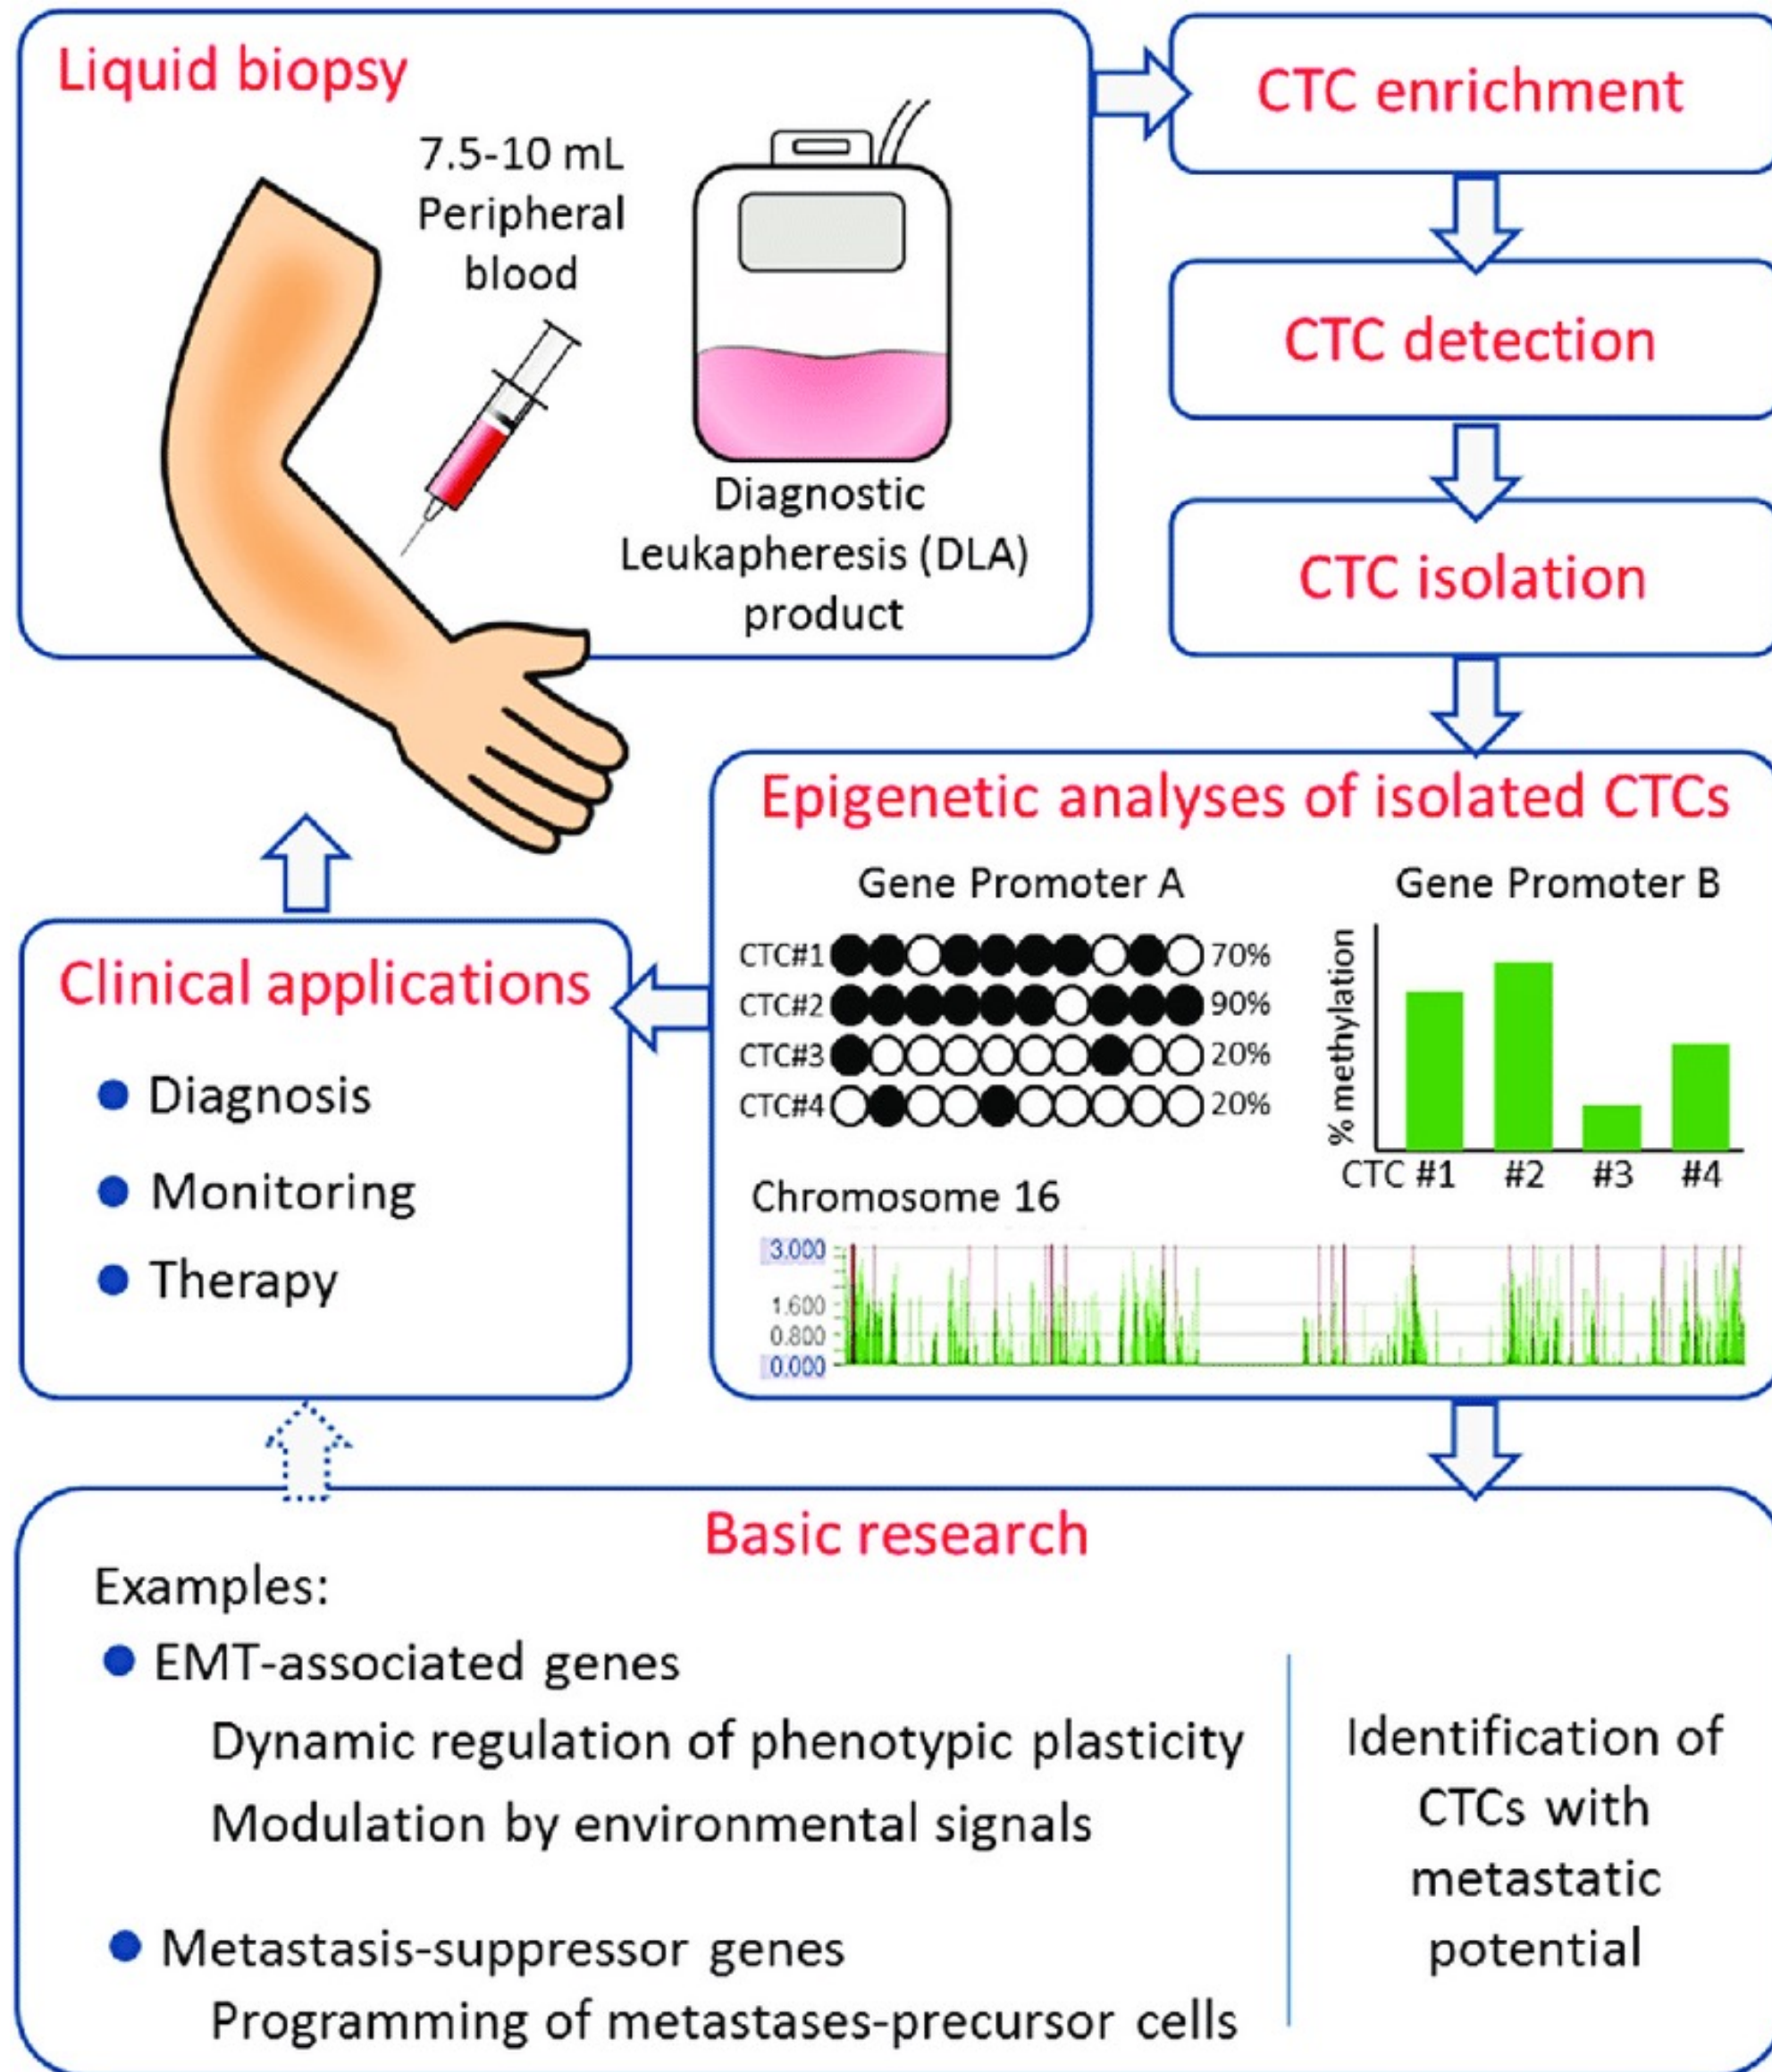 Liquid biopsy
7.5-10 mL
Peripheral
blood
Diagnostic
Leukapheresis (DLA)
product
CTC enrichment
CTC detection
CTC isolation
Epigenetic analyses of isolated CTCs
Gene Promoter A
CTC#1 70%
CTC#2 90%
CTC#3 20%
CTC#4 20%
Gene Promoter B
% methylation
CTC #1 #2 #3 #4
Chromosome 16
3.000
1.600
0.800
0.000
Clinical applications
Diagnosis
Monitoring
Therapy
Basic research
Examples:
EMT-associated genes
Dynamic regulation of phenotypic plasticity
Modulation by environmental signals
Metastasis-suppressor genes
Programming of metastases-precursor cells
Identification of
CTCs with
metastatic
potential